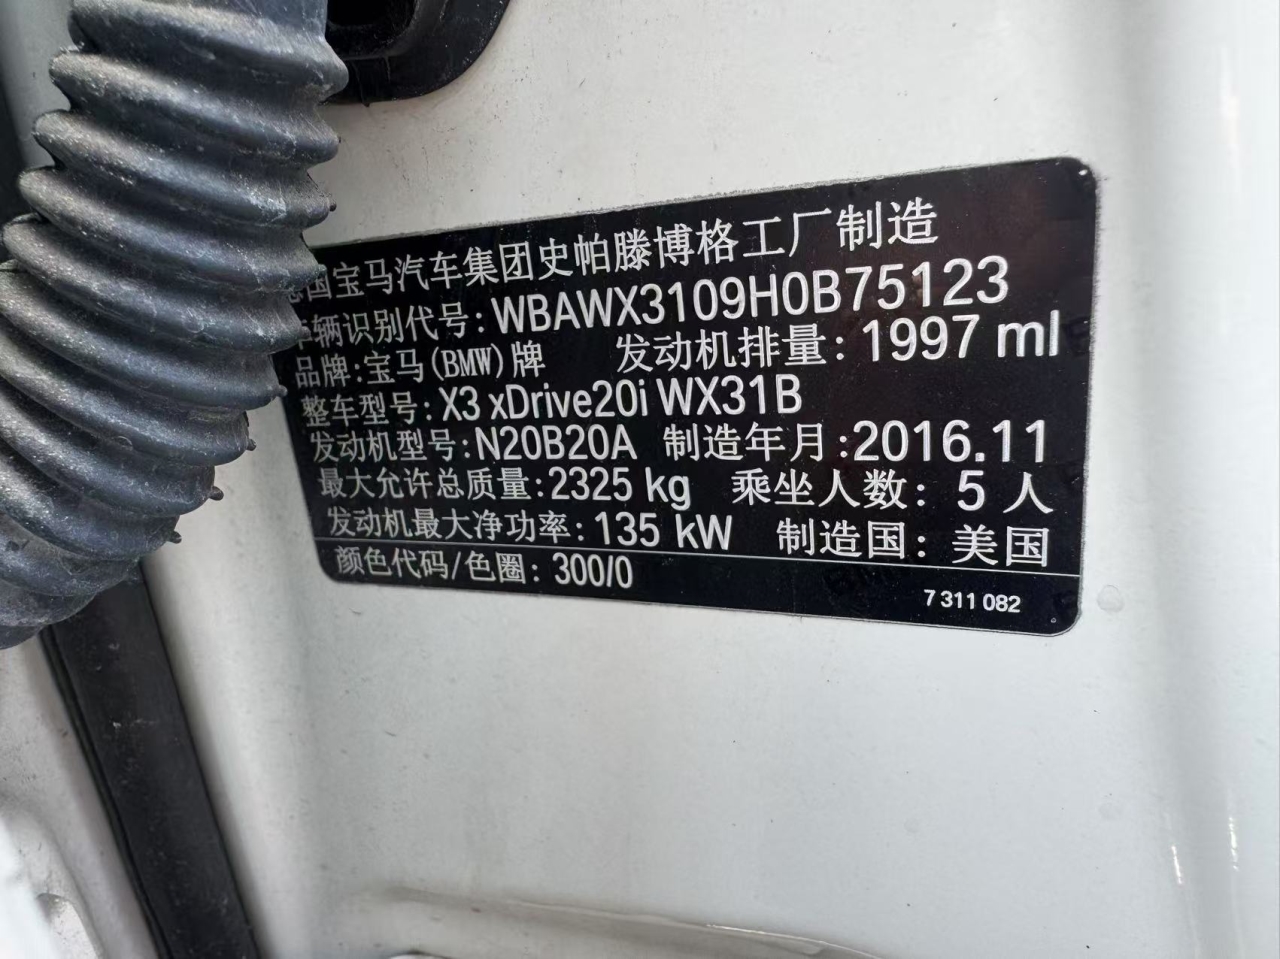 国宝马汽车集团史帕滕博格工厂制造
车辆识别代号: WBAWX3109H0B75123
品牌: 宝马(BMW)牌 发动机排量: 1997 ml
整车型号: X3 xDrive20i WX31B
发动机型号: N20B20A 制造年月: 2016.11
最大允许总质量: 2325 kg 乘坐人数: 5 人
发动机最大净功率: 135 kW 制造国: 美国
颜色代码/色圈: 300/0
7 311 082